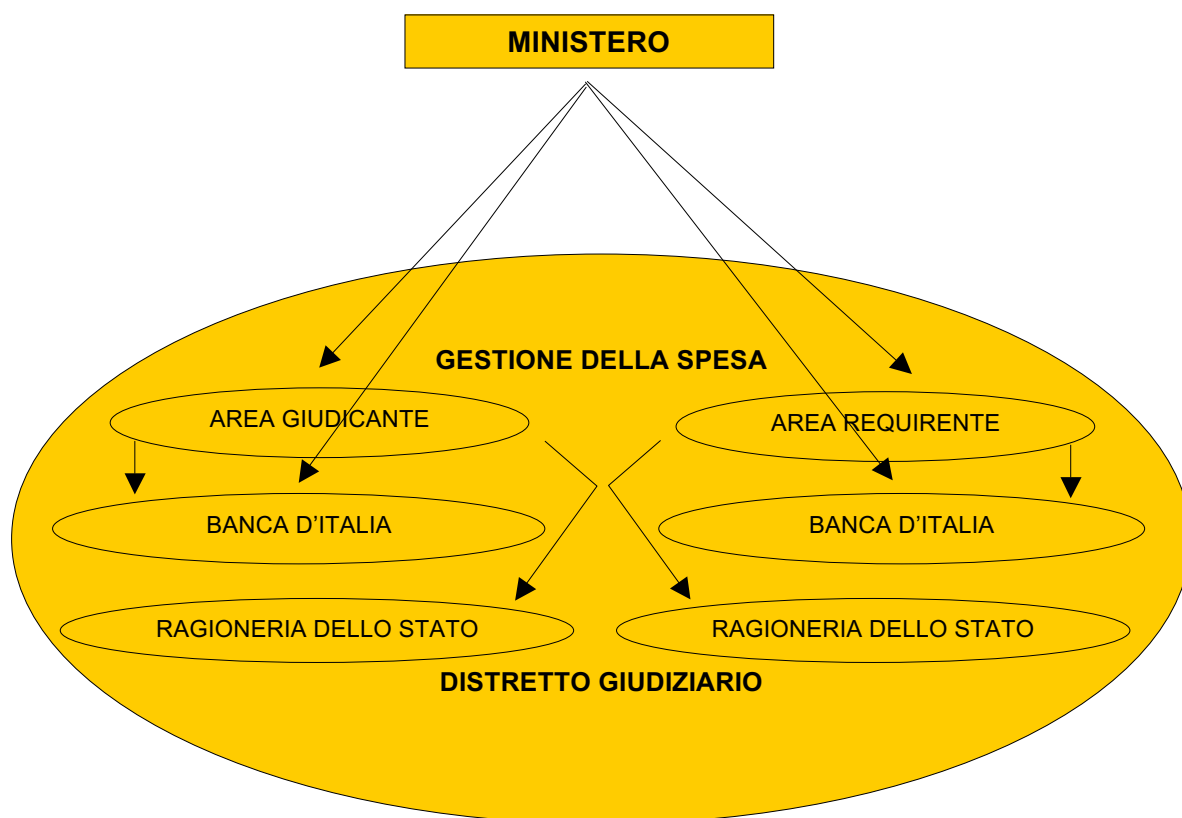 MINISTERO
GESTIONE DELLA SPESA
AREA GIUDICANTE
AREA REQUIRENTE
BANCA D'ITALIA
BANCA D'ITALIA
RAGIONERIA DELLO STATO
RAGIONERIA DELLO STATO
DISTRETTO GIUDIZIARIO